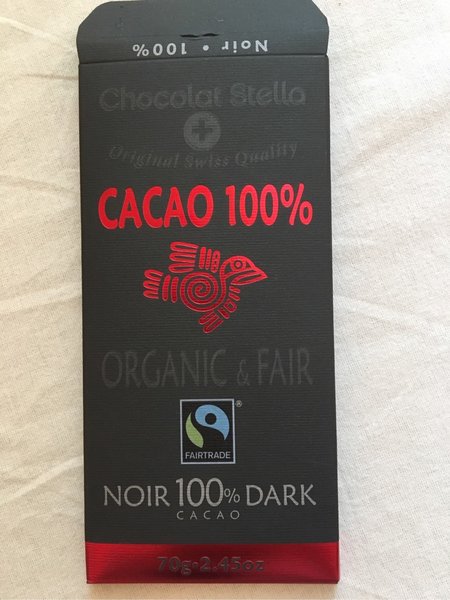 Noir • 100%
Chocolat Stella
Original Swiss Quality
CACAO 100%
ORGANIC & FAIR
®
FAIRTRADE
NOIR 100% DARK
CACAO
70g•2.45oz